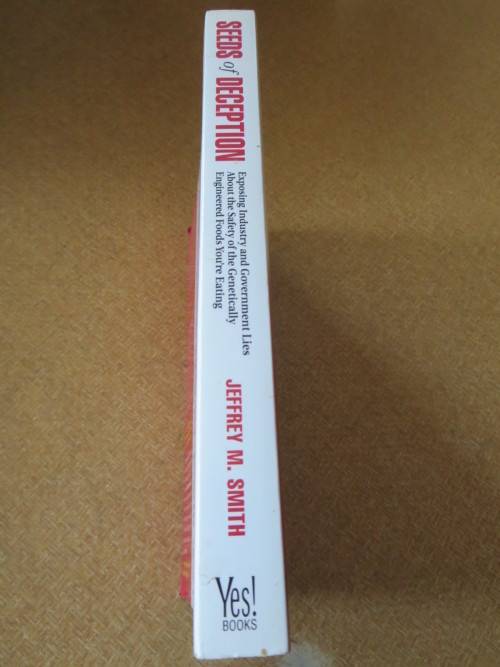 SEEDS of DECEPTION
Exposing Industry and Government Lies
About the Safety of the Genetically
Engineered Foods You're Eating
JEFFREY M. SMITH
Yes!
BOOKS